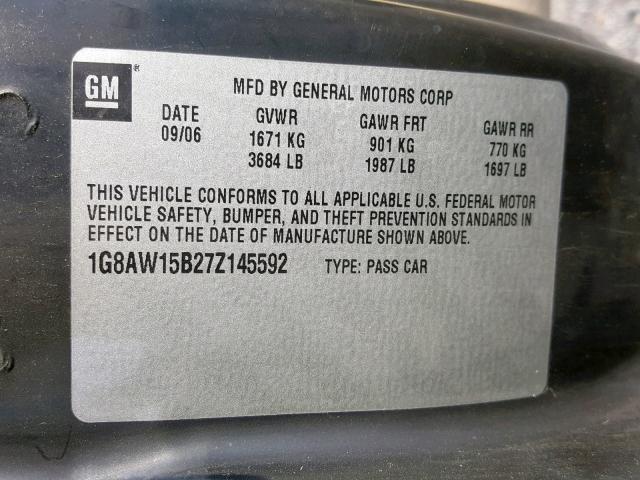 GM
MFD BY GENERAL MOTORS CORP
DATE GVWR GAWR FRT GAWR RR
09/06 1671 KG 901 KG 770 KG
3684 LB 1987 LB 1697 LB
THIS VEHICLE CONFORMS TO ALL APPLICABLE U.S. FEDERAL MOTOR
VEHICLE SAFETY, BUMPER, AND THEFT PREVENTION STANDARDS IN
EFFECT ON THE DATE OF MANUFACTURE SHOWN ABOVE.
1G8AW15B27Z145592 TYPE: PASS CAR